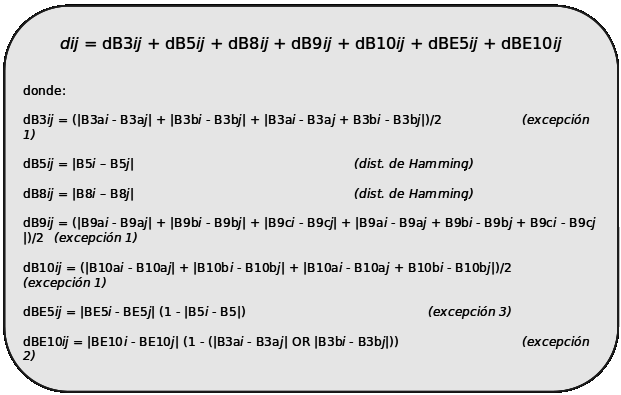 dij = dB3ij + dB5ij + dB8ij + dB9ij + dB10ij + dBE5ij + dBE10ij
donde:
dB3ij = (|B3ai - B3aj| + |B3bi - B3bj| + |B3ai - B3aj + B3bi - B3bj|)/2 (excepción
1)
dB5ij = |B5i – B5j| (dist. de Hamming)
dB8ij = |B8i – B8j| (dist. de Hamming)
dB9ij = (|B9ai - B9aj| + |B9bi - B9bj| + |B9ci - B9cj| + |B9ai - B9aj + B9bi - B9bj + B9ci - B9cj
|)/2 (excepción 1)
dB10ij = (|B10ai - B10aj| + |B10bi - B10bj| + |B10ai - B10aj + B10bi - B10bj|)/2
(excepción 1)
dBE5ij = |BE5i - BE5j| (1 - |B5i - B5|) (excepción 3)
dBE10ij = |BE10i - BE10j| (1 - (|B3ai - B3aj| OR |B3bi - B3bj|)) (excepción
2)